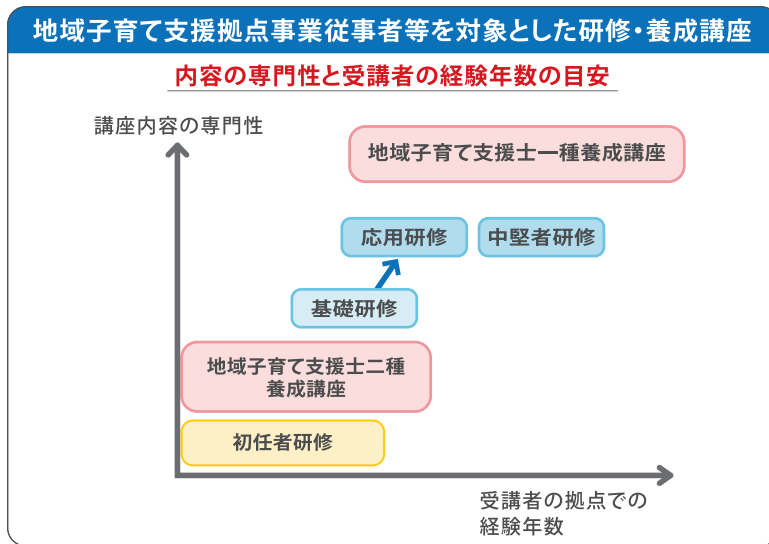 地域子育て支援拠点事業従事者等を対象とした研修・養成講座
内容の専門性と受講者の経験年数の目安
講座内容の専門性
地域子育て支援士一種養成講座
応用研修
中堅者研修
基礎研修
地域子育て支援士二種
養成講座
初任者研修
受講者の拠点での
経験年数